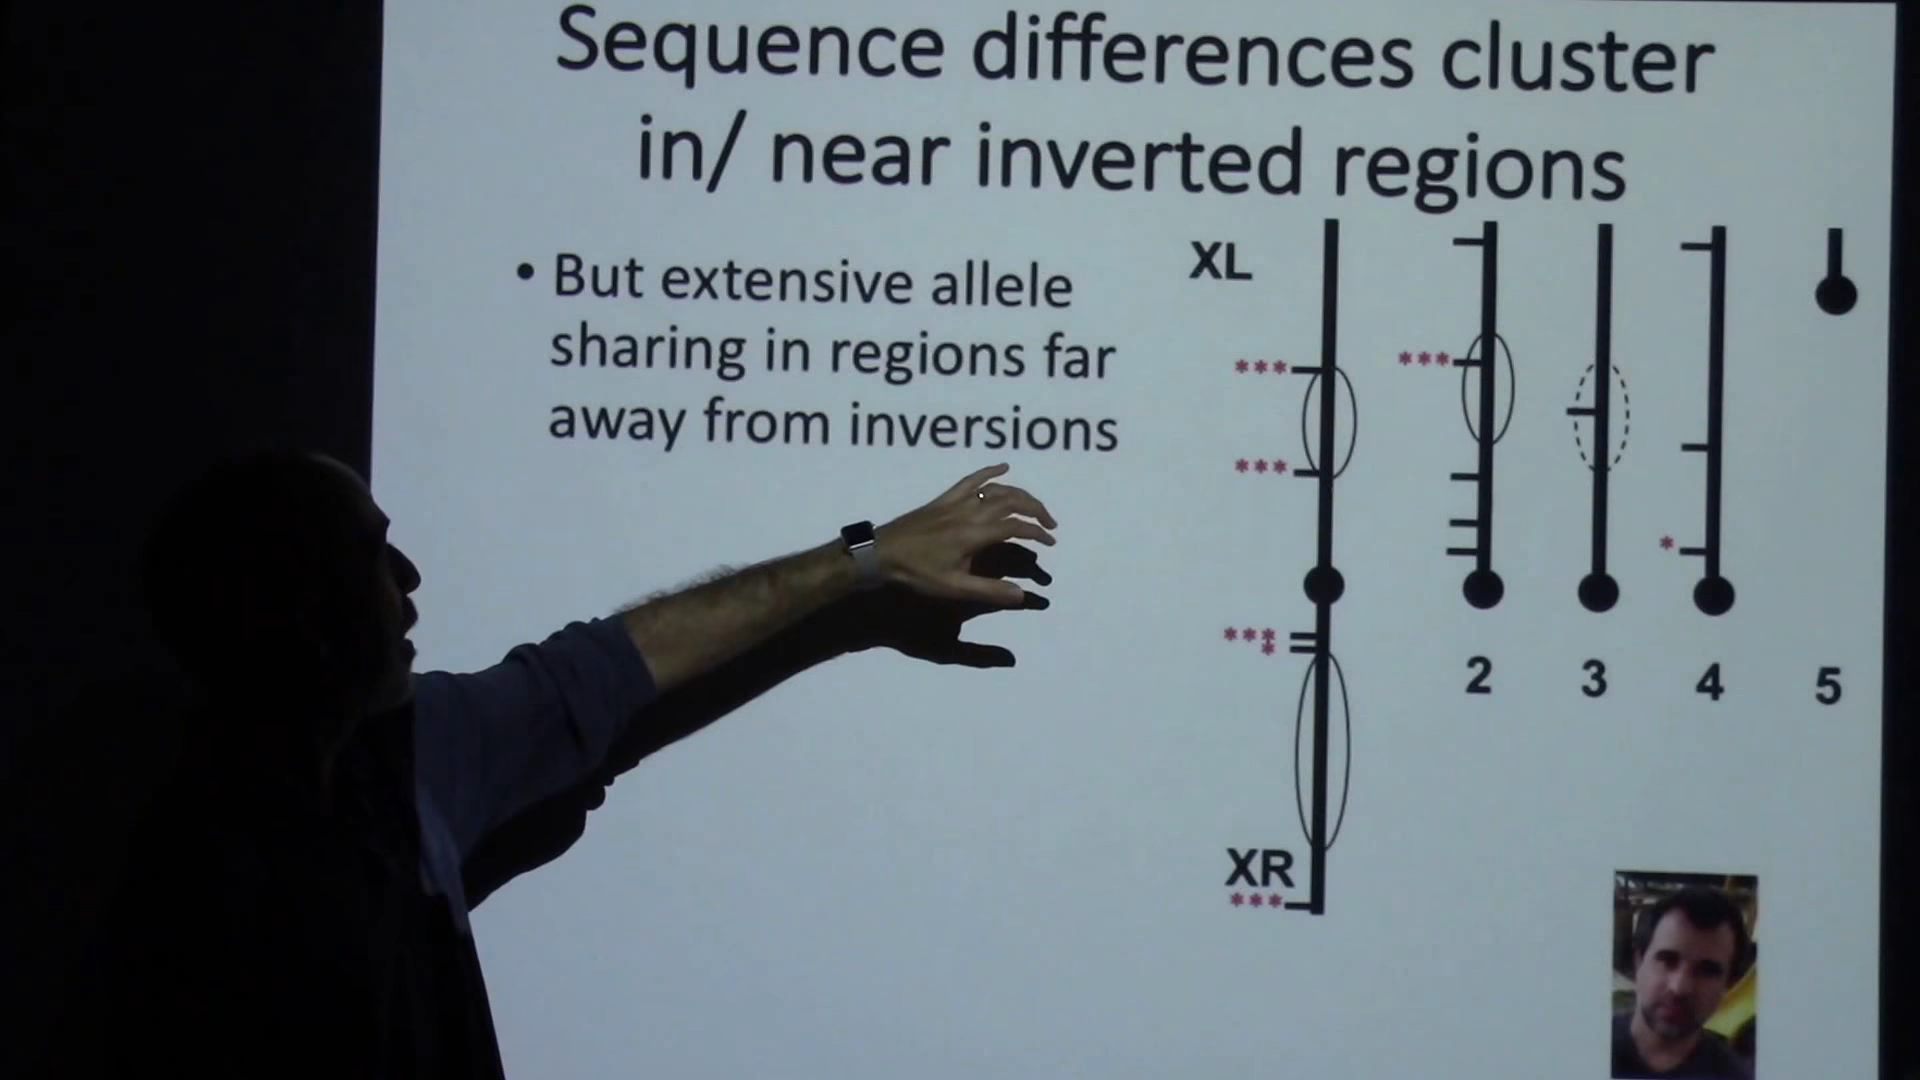 Sequence differences cluster
in/ near inverted regions
• But extensive allele
sharing in regions far
away from inversions
XL
***
***
***
***
*
*
XR
***
2
3
4
5